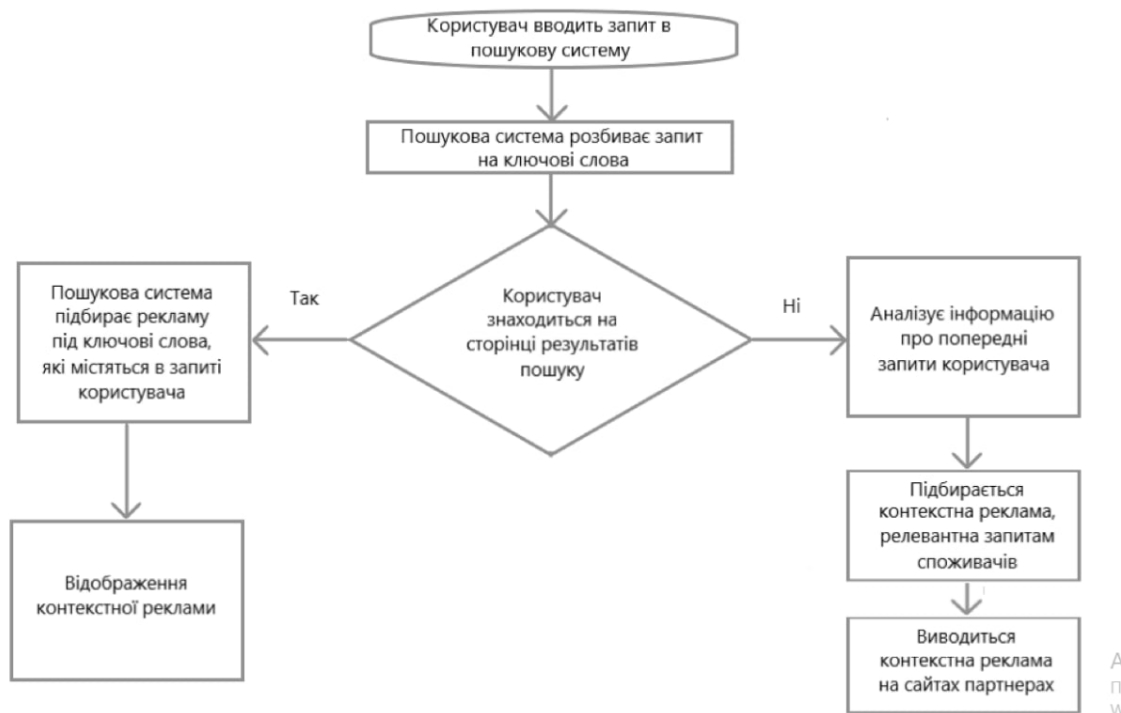 Користувач вводить запит в
пошукову систему
Пошукова система розбиває запит
на ключові слова
Користувач
знаходиться на
сторінці результатів
пошуку
Так
Ні
Пошукова система
підбирає рекламу
під ключові слова,
які містяться в запиті
користувача
Відображення
контекстної реклами
Аналізує інформацію
про попередні
запити користувача
Підбирається
контекстна реклама,
релевантна запитам
споживачів
Виводиться
контекстна реклама
на сайтах партнерах